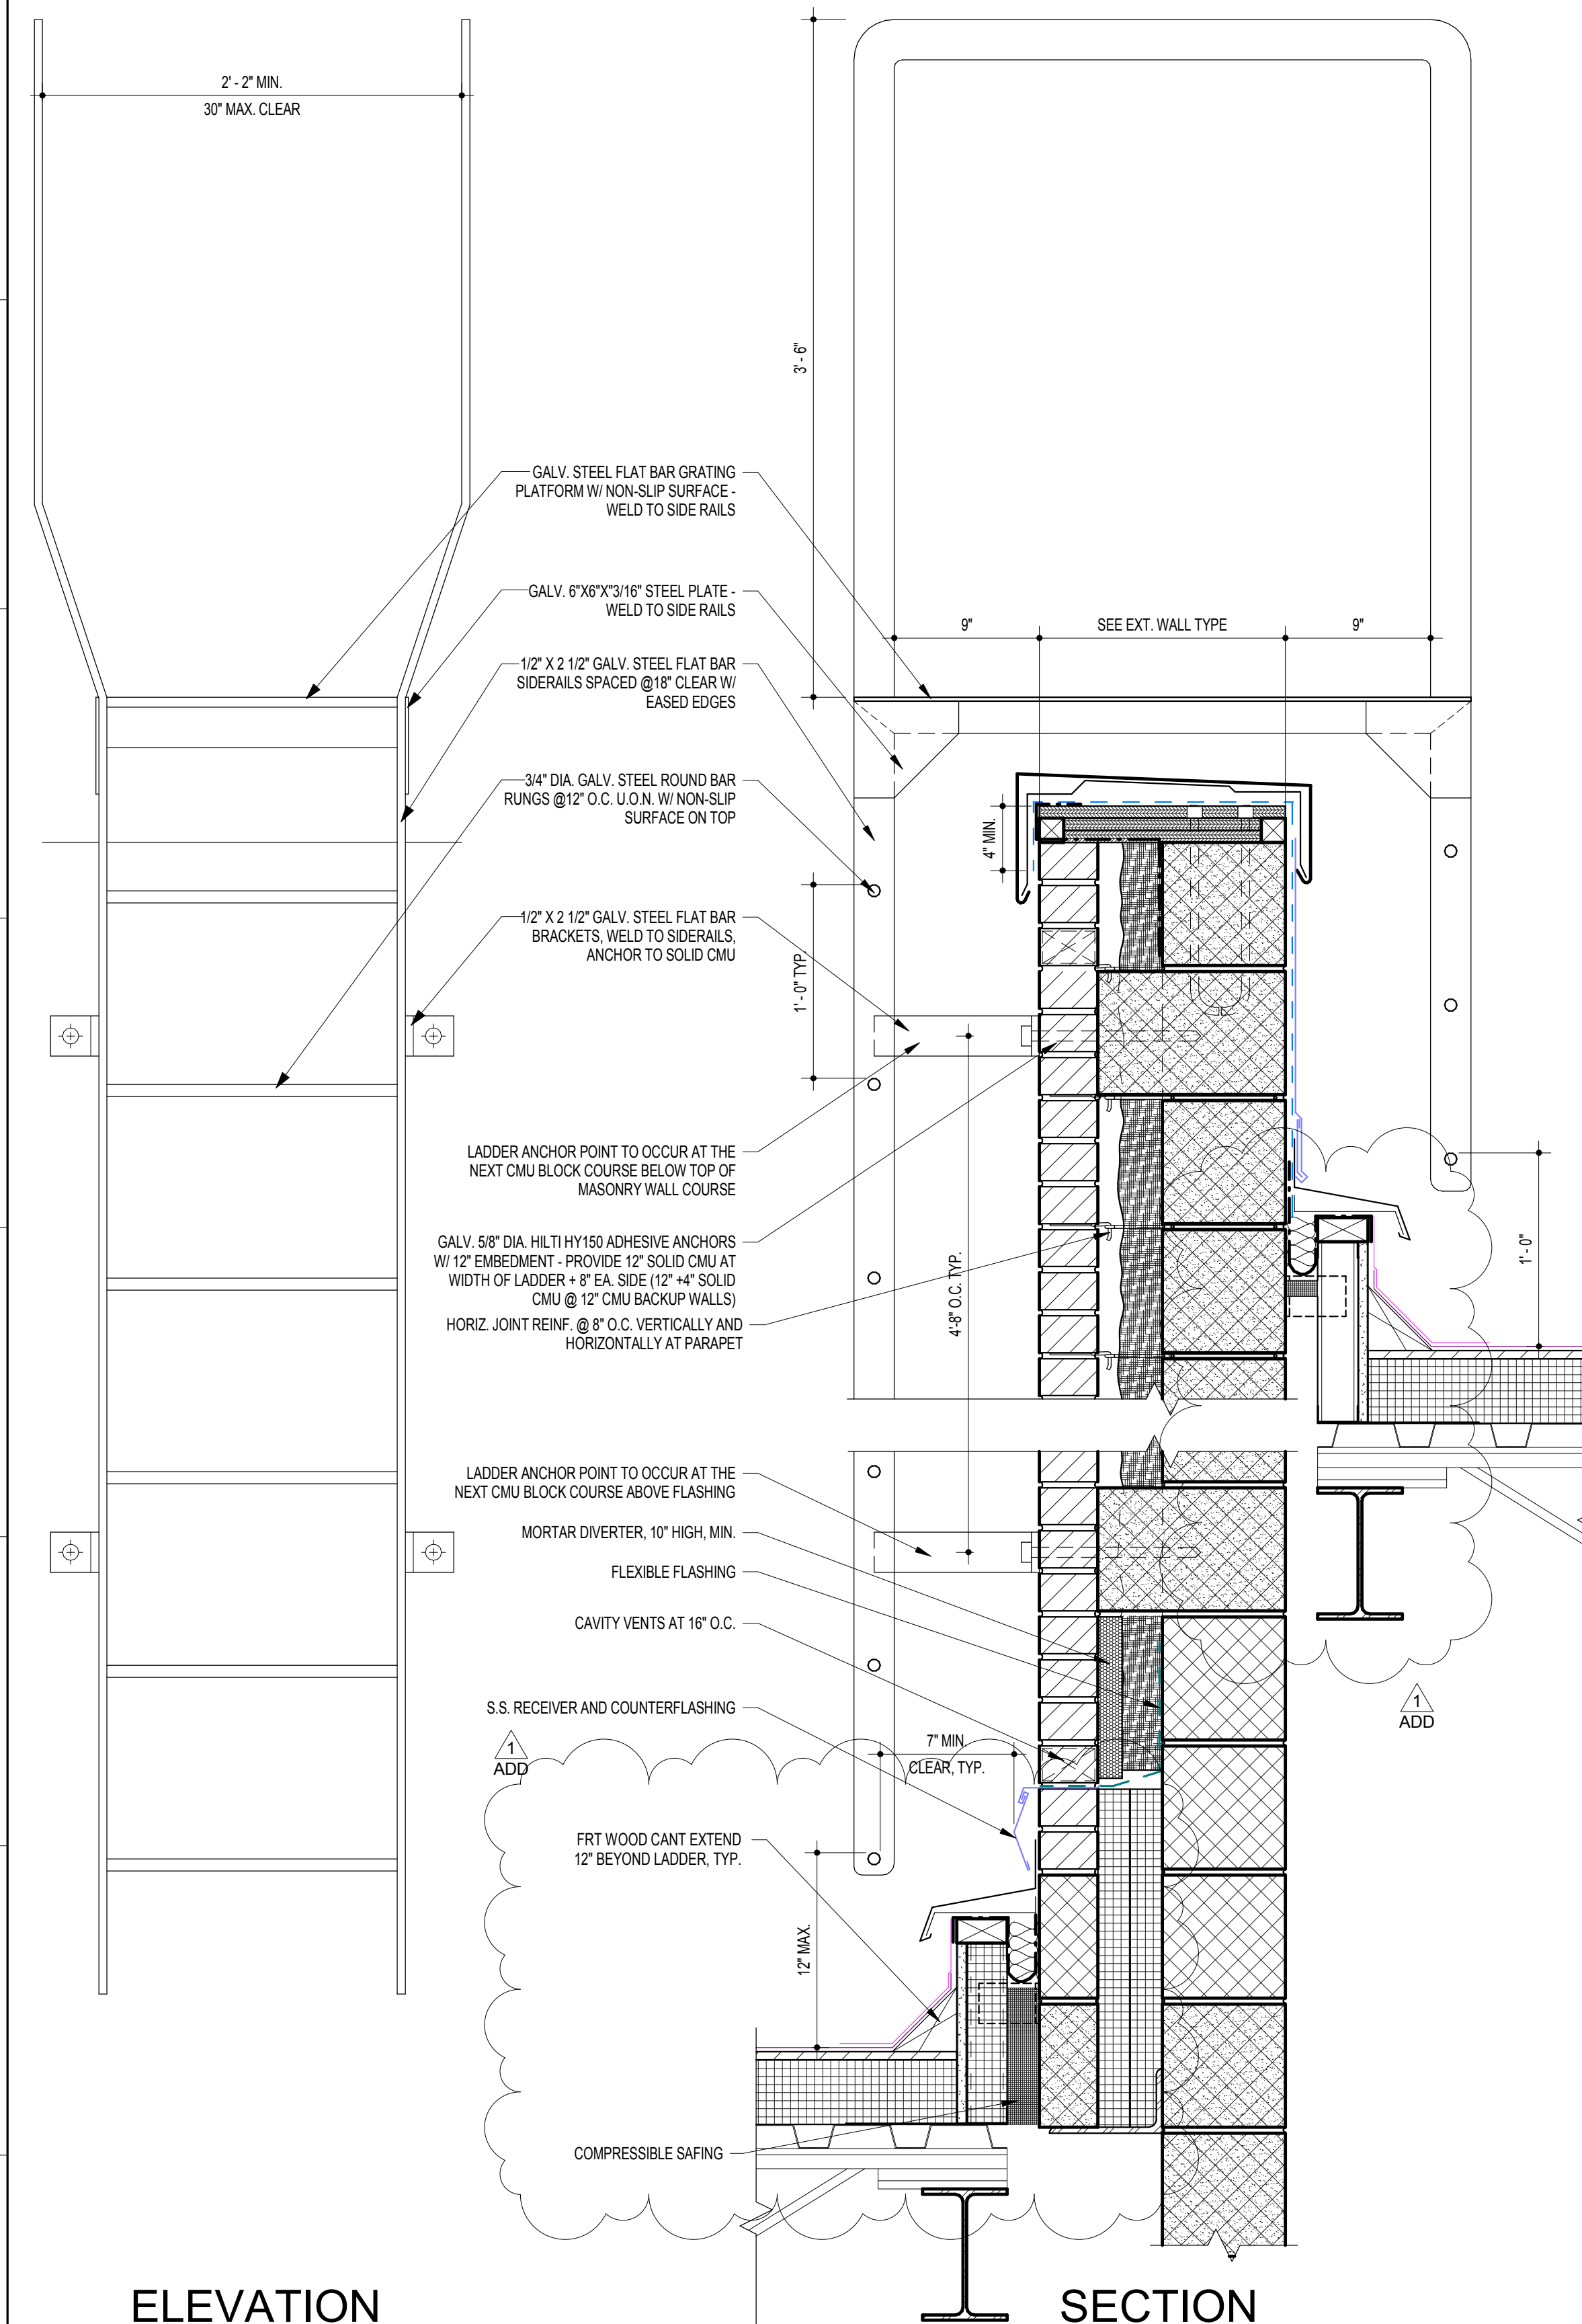 2' - 2" MIN.
30" MAX. CLEAR
3' - 6"
GALV. STEEL FLAT BAR GRATING
PLATFORM W/ NON-SLIP SURFACE -
WELD TO SIDE RAILS
GALV. 6"X6"X"3/16" STEEL PLATE -
WELD TO SIDE RAILS
9"
SEE EXT. WALL TYPE
9"
1/2" X 2 1/2" GALV. STEEL FLAT BAR
SIDERAILS SPACED @18" CLEAR W/
EASED EDGES
3/4" DIA. GALV. STEEL ROUND BAR
RUNGS @12" O.C. U.O.N. W/ NON-SLIP
SURFACE ON TOP
4" MIN.
1/2" X 2 1/2" GALV. STEEL FLAT BAR
BRACKETS, WELD TO SIDERAILS,
ANCHOR TO SOLID CMU
1' - 0" TYP.
LADDER ANCHOR POINT TO OCCUR AT THE
NEXT CMU BLOCK COURSE BELOW TOP OF
MASONRY WALL COURSE
GALV. 5/8" DIA. HILTI HY150 ADHESIVE ANCHORS
W/ 12" EMBEDMENT - PROVIDE 12" SOLID CMU AT
WIDTH OF LADDER + 8" EA. SIDE (12" +4" SOLID
CMU @ 12" CMU BACKUP WALLS)
HORIZ. JOINT REINF. @ 8" O.C. VERTICALLY AND
HORIZONTALLY AT PARAPET
4'-8" O.C. TYP.
1' - 0"
LADDER ANCHOR POINT TO OCCUR AT THE
NEXT CMU BLOCK COURSE ABOVE FLASHING
MORTAR DIVERTER, 10" HIGH, MIN.
FLEXIBLE FLASHING
CAVITY VENTS AT 16" O.C.
S.S. RECEIVER AND COUNTERFLASHING
1
ADD
1
ADD
7" MIN.
CLEAR, TYP.
FRT WOOD CANT EXTEND
12" BEYOND LADDER, TYP.
12" MAX.
COMPRESSIBLE SAFING
ELEVATION
SECTION